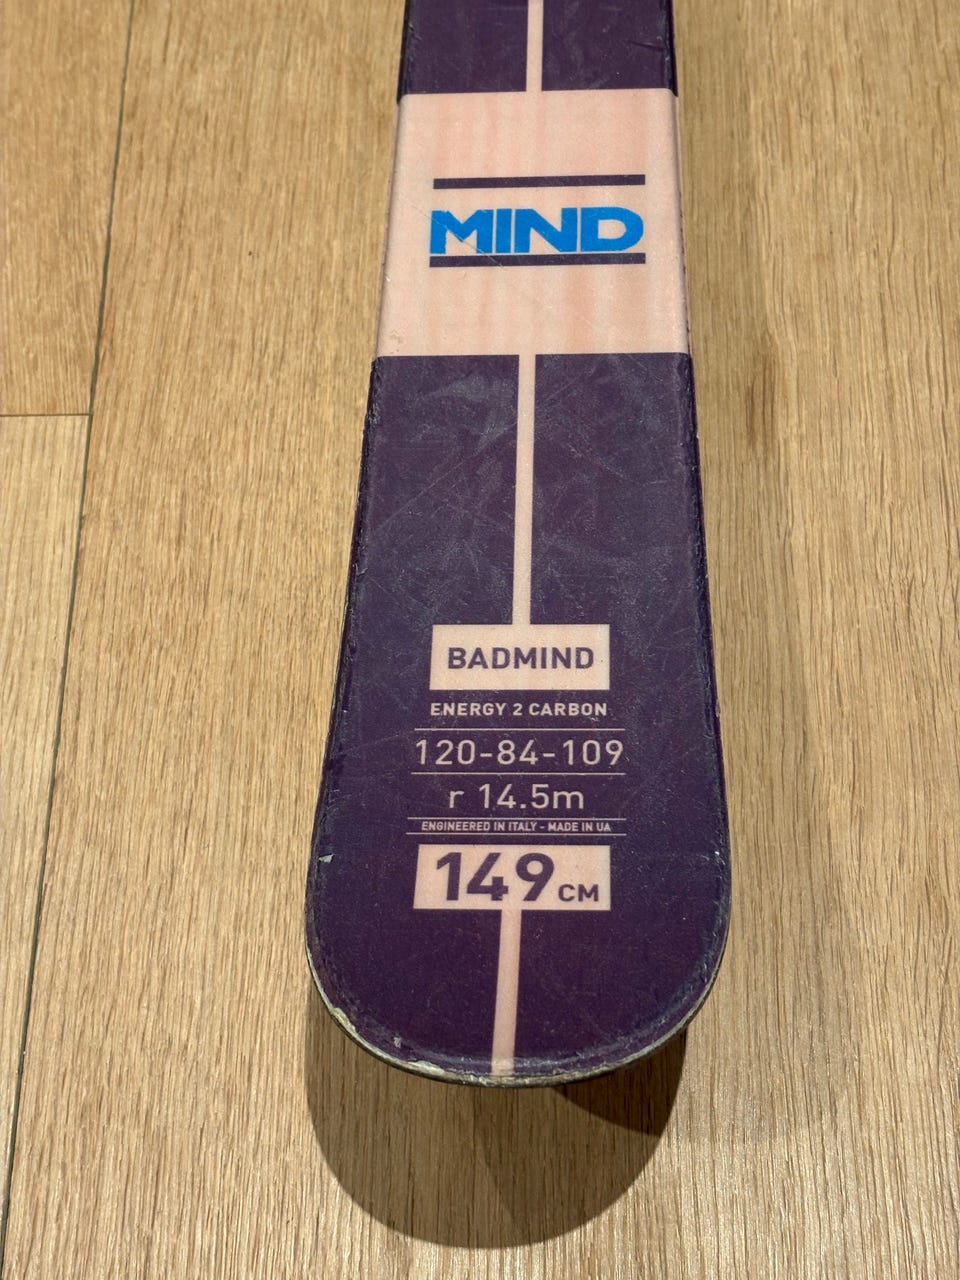 MIND
BADMIND
ENERGY 2 CARBON
120-84-109
r 14.5m
ENGINEERED IN ITALY - MADE IN UA
149 CM